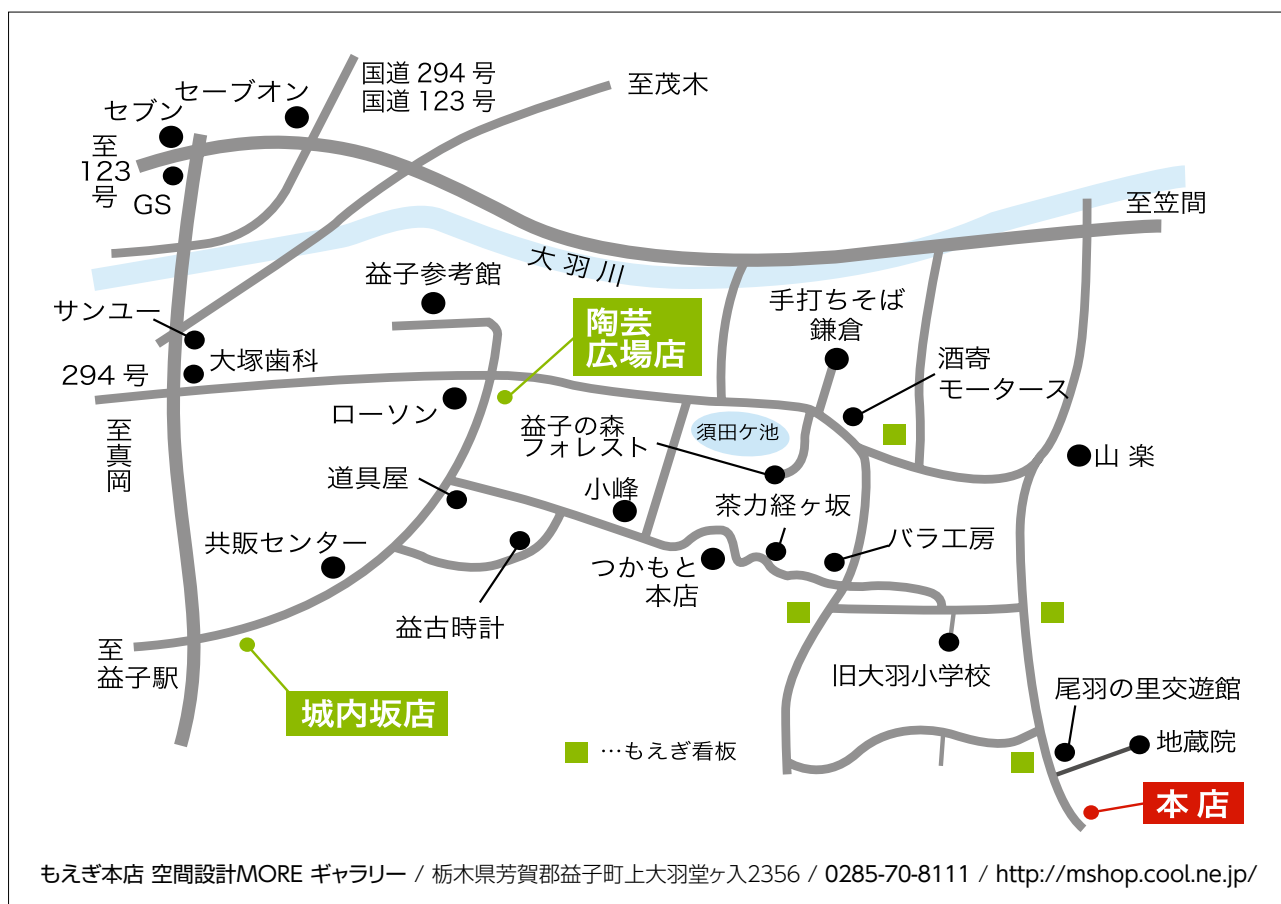 国道 294 号
国道 123 号
至茂木
セーブオン
セブン
至
123
号
GS
至笠間
大羽川
益子参考館
サンユー
大塚歯科
294 号
陶芸
広場店
手打ちそば
鎌倉
酒寄
モータース
ローソン
益子の森
フォレスト
須田ケ池
至真岡
道具屋
小峰
茶力経ヶ坂
山 楽
共販センター
つかもと
本店
バラ工房
益古時計
至
益子駅
旧大羽小学校
尾羽の里交遊館
城内坂店
…もえぎ看板
地蔵院
本 店
もえぎ本店 空間設計MORE ギャラリー / 栃木県芳賀郡益子町上大羽堂ヶ入2356 / 0285-70-8111 / http://mshop.cool.ne.jp/